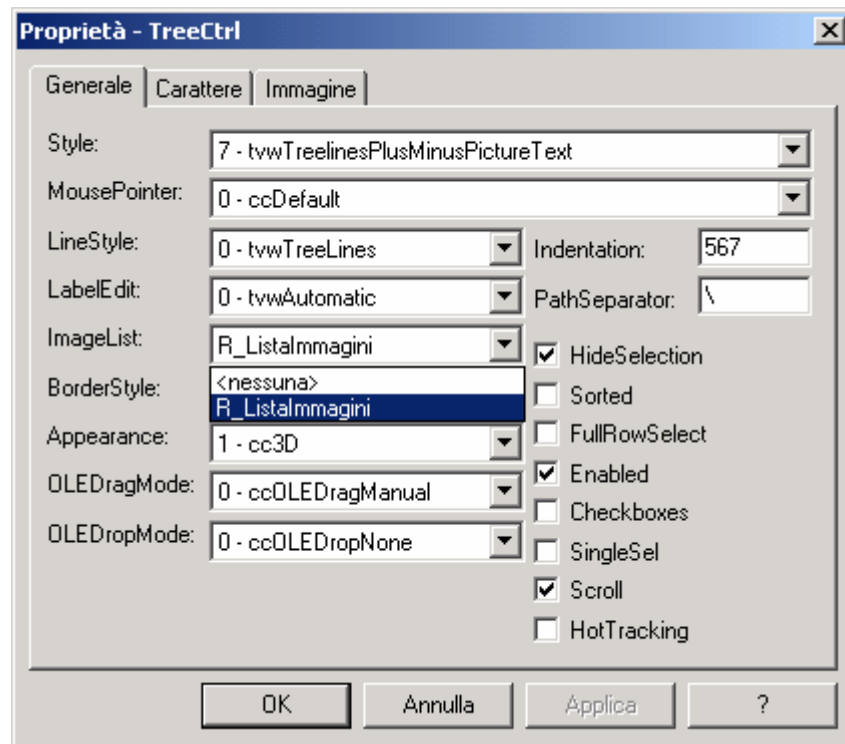 Proprietà - TreeCtrl
Generale Carattere Immagine
Style: 7 - tvwTreelinesPlusMinusPictureText
MousePointer: 0 - ccDefault
LineStyle: 0 - tvwTreeLines Indentation: 567
LabelEdit: 0 - tvwAutomatic PathSeparator: \
ImageList: R_ListaImmagini HideSelection
<nessuna>
BorderStyle: R_ListaImmagini Sorted
Appearance: 1 - cc3D FullRowSelect
OLEDragMode: 0 - ccOLEDragManual Enabled
Checkboxes
OLEDropMode: 0 - ccOLEDropNone SingleSel
Scroll
HotTracking
OK Annulla Applica ?